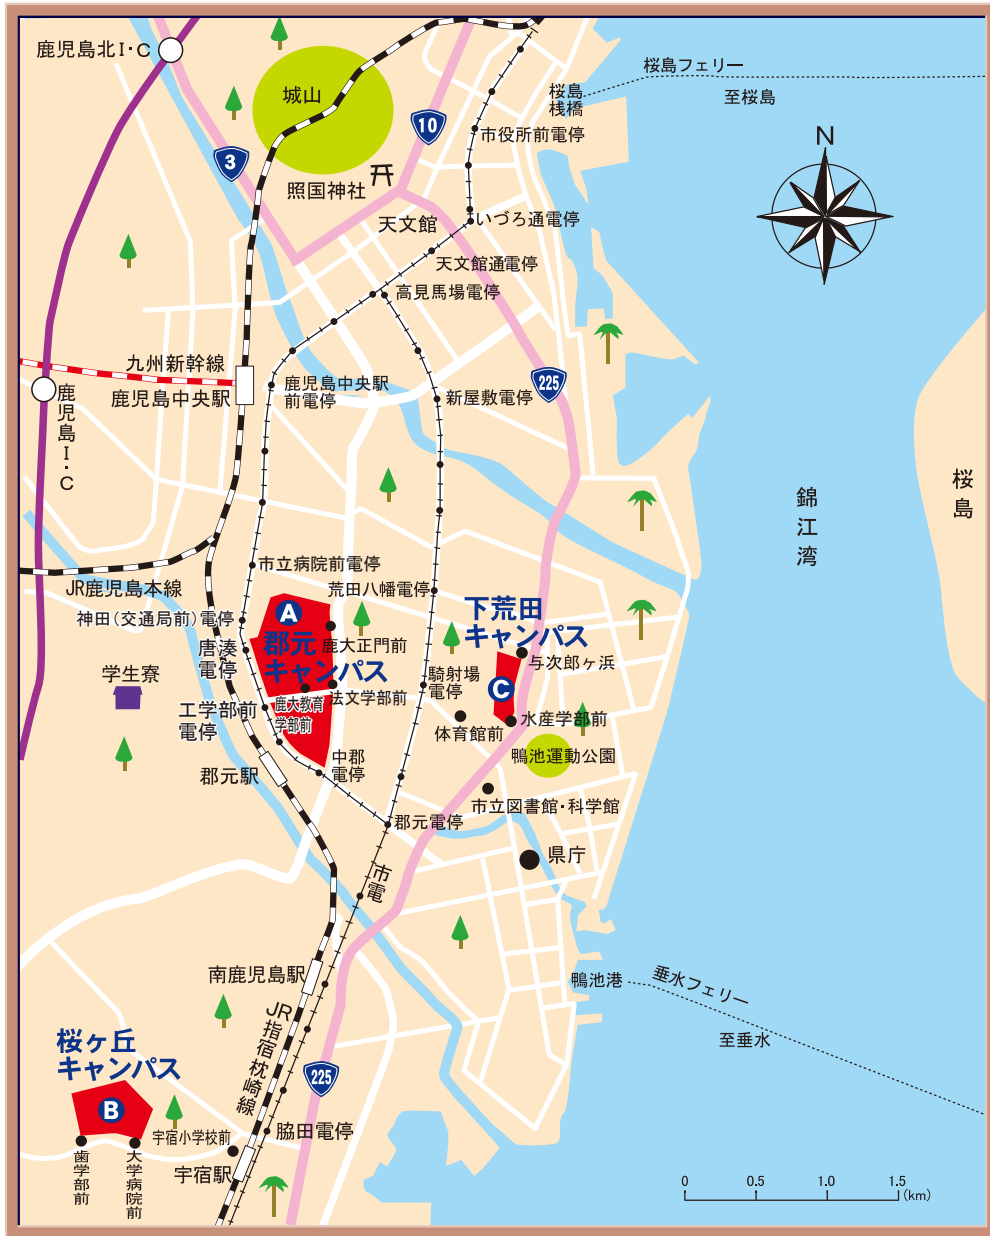 鹿児島北I・C
城山
桜島フェリー
桜島
桟橋
至桜島
10
市役所前電停
N
3
照国神社
天文館
いづろ通電停
天文館通電停
高見馬場電停
九州新幹線
鹿児島中央駅
鹿児島中央駅
前電停
225
新屋敷電停
鹿児島I・C
桜島
錦江湾
市立病院前電停
JR鹿児島本線
荒田八幡電停
神田(交通局前)電停
A
郡元
キャンパス
鹿大正門前
下荒田
キャンパス
唐湊
電停
与次郎ヶ浜
学生寮
騎射場
電停
C
鹿大教育
学部前
法文学部前
工学部前
電停
水産学部前
体育館前
中郡
電停
鴨池運動公園
郡元駅
市立図書館・科学館
郡元電停
県庁
市電
南鹿児島駅
鴨池港
垂水フェリー
至垂水
JR指宿枕崎線
桜ヶ丘
キャンパス
225
B
宇宿小学校前
脇田電停
歯学部前
大学病院前
宇宿駅
0
0.5
1.0
1.5
(km)